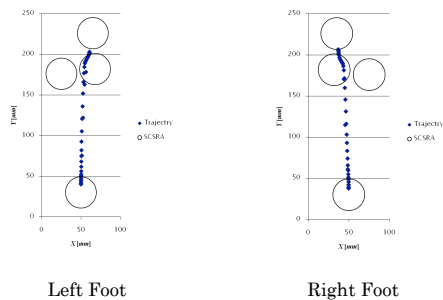 250
200
150
100
50
0
0 50 100
Y[mm]
X[mm]
Trajectry
SCSRA
Left Foot
250
200
150
100
50
0
0 50 100
Y[mm]
X[mm]
Trajectry
SCSRA
Right Foot